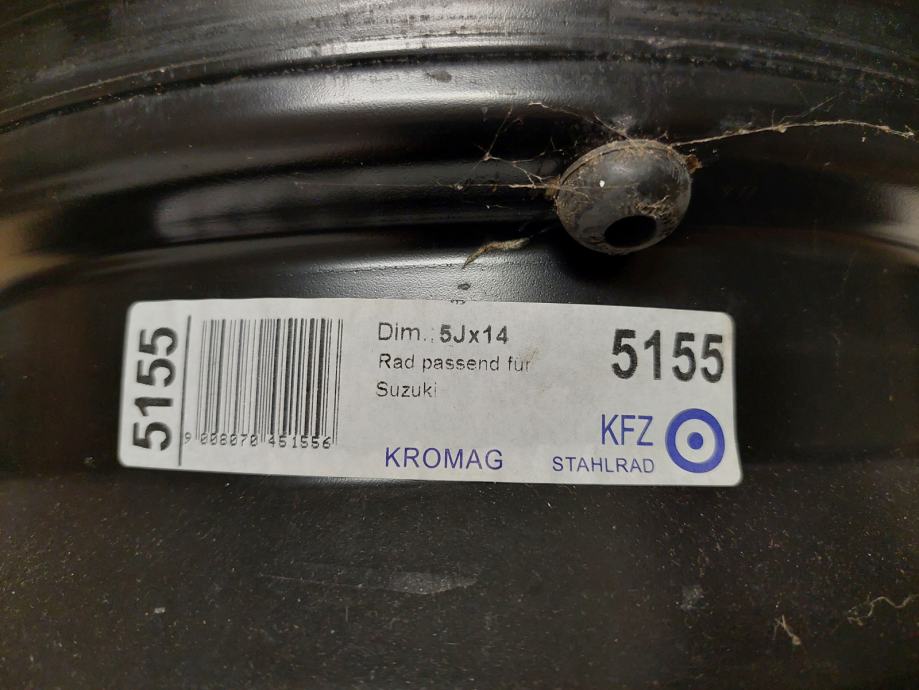 5155
9 008070 451556
Dim.: 5Jx14
Rad passend für
Suzuki
KROMAG
5155
KFZ
STAHLRAD